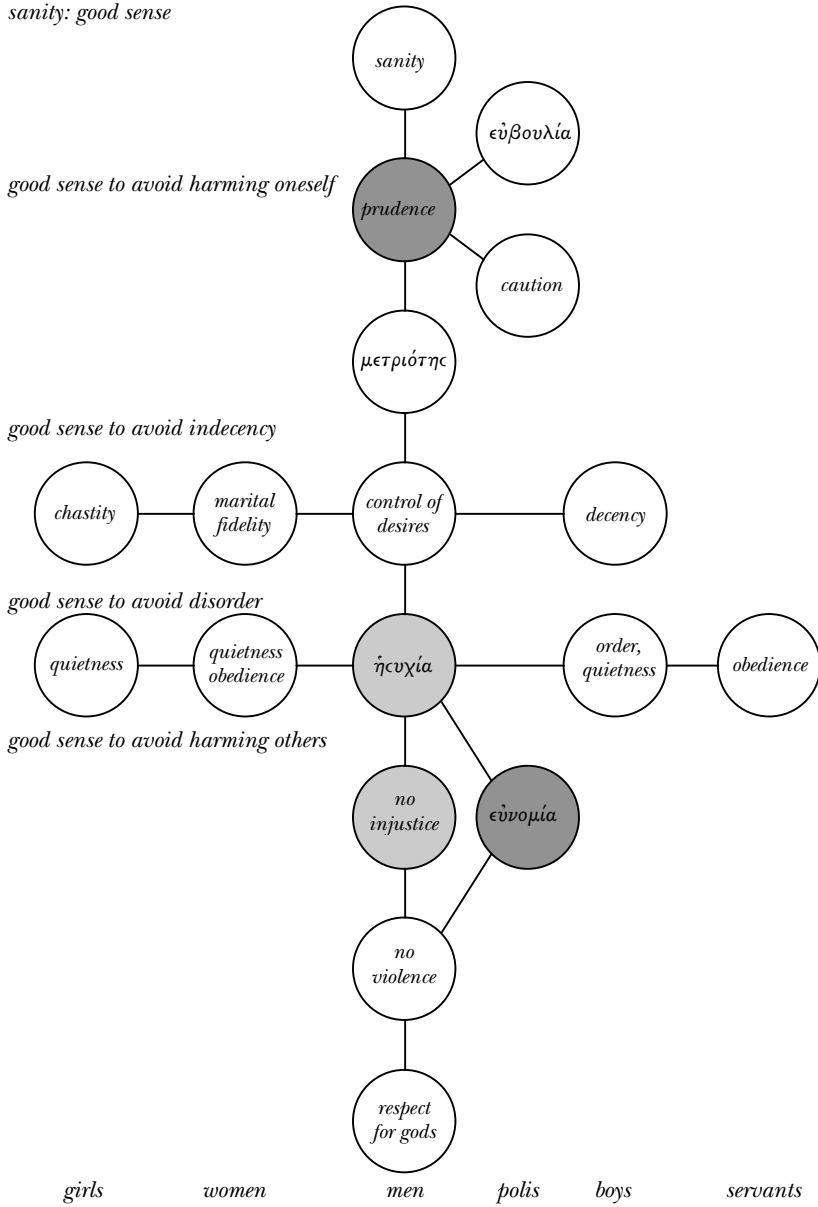 sanity: good sense
sanity
εὐβουλία
good sense to avoid harming oneself
prudence
caution
μετριότης
good sense to avoid indecency
chastity
marital
fidelity
control of
desires
decency
good sense to avoid disorder
quietness
quietness
obedience
ἡϲυχία
order,
quietness
obedience
good sense to avoid harming others
no
injustice
εὐνομία
no
violence
respect
for gods
girls women men polis boys servants